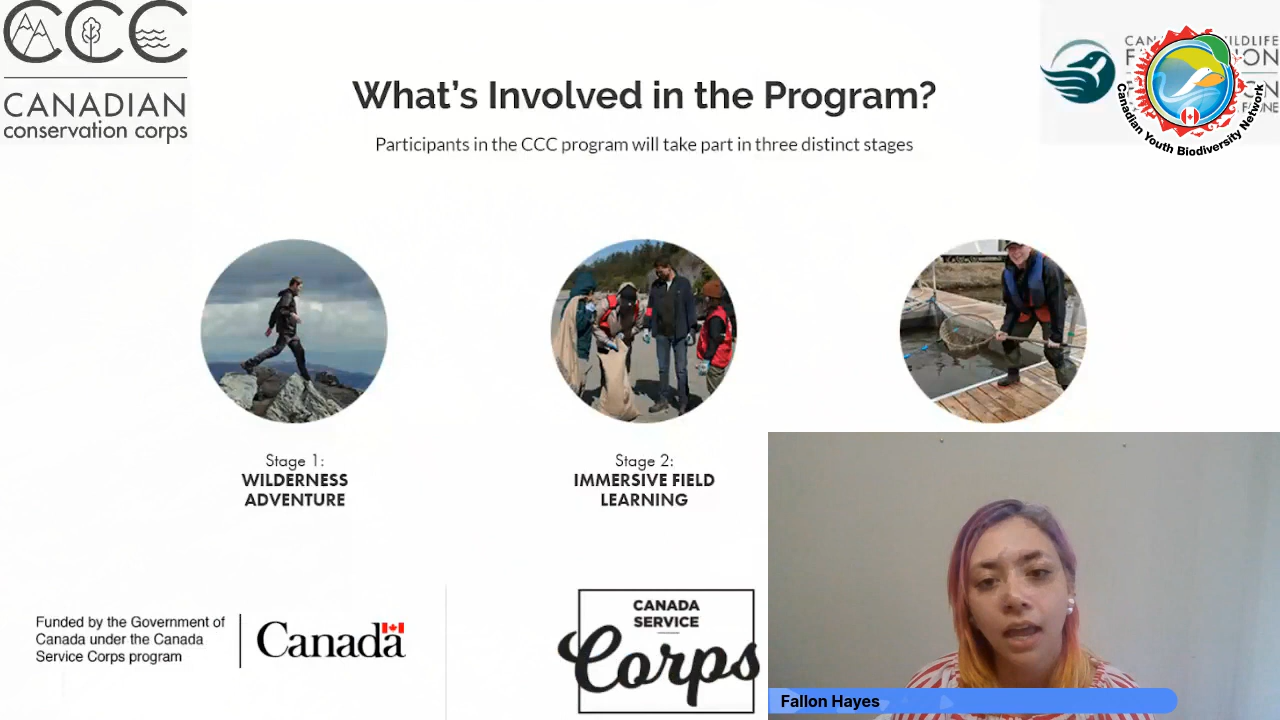 CCC
CANADIAN
conservation corps
What's Involved in the Program?
Participants in the CCC program will take part in three distinct stages
Canadian Youth Biodiversity Network
Stage 1:
WILDERNESS
ADVENTURE
Stage 2:
IMMERSIVE FIELD
LEARNING
Funded by the Government of
Canada under the Canada
Service Corps program
Canada
CANADA
SERVICE
Corps
Fallon Hayes